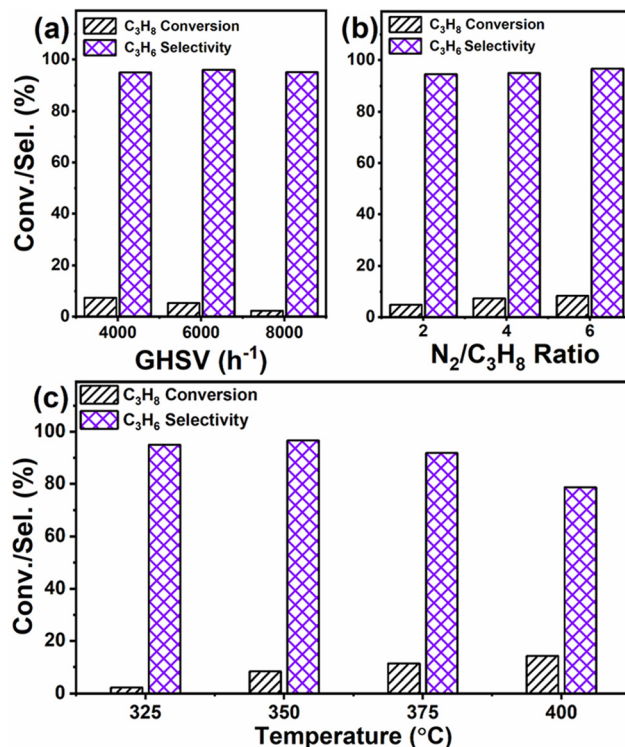 (a)
C₃H₈ Conversion
C₃H₆ Selectivity
100
80
60
40
20
0
4000 6000 8000
GHSV (h⁻¹)
Conv./Sel. (%)
(b)
C₃H₈ Conversion
C₃H₆ Selectivity
100
80
60
40
20
0
2 4 6
N₂/C₃H₈ Ratio
(c)
C₃H₈ Conversion
C₃H₆ Selectivity
100
80
60
40
20
0
325 350 375 400
Temperature (°C)
Conv./Sel. (%)